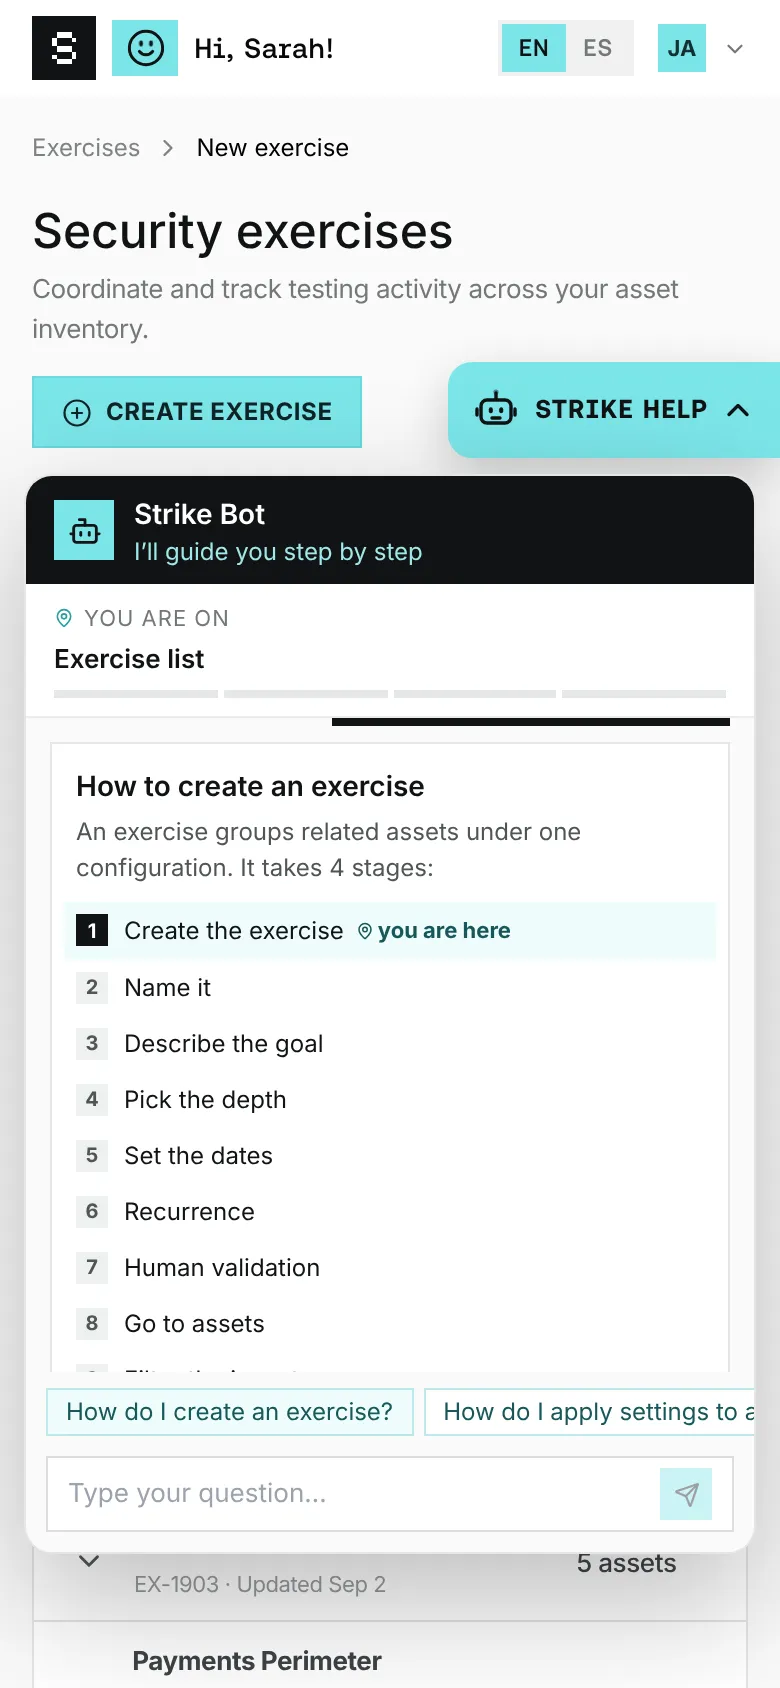 S
Hi, Sarah!
EN ES
JA
Exercises > New exercise
Security exercises
Coordinate and track testing activity across your asset
inventory.
CREATE EXERCISE
STRIKE HELP
Strike Bot
I’ll guide you step by step
YOU ARE ON
Exercise list
How to create an exercise
An exercise groups related assets under one
configuration. It takes 4 stages:
1 Create the exercise you are here
2 Name it
3 Describe the goal
4 Pick the depth
5 Set the dates
6 Recurrence
7 Human validation
8 Go to assets
How do I create an exercise?
How do I apply settings to a
Type your question...
5 assets
EX-1903 · Updated Sep 2
Payments Perimeter